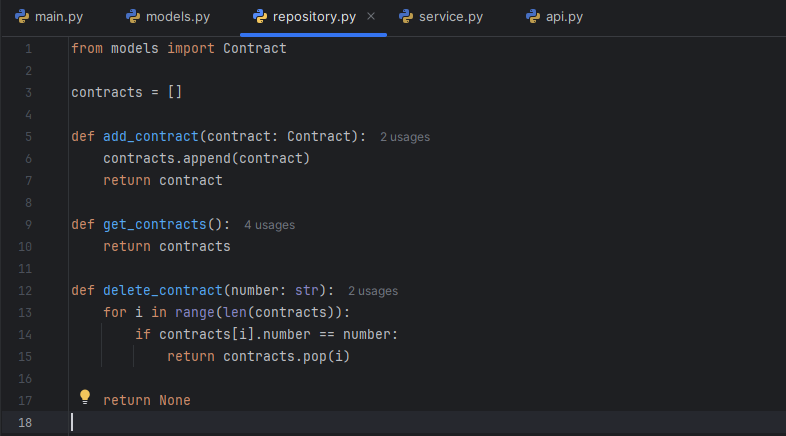 main.py models.py repository.py × service.py api.py
1 from models import Contract
2
3 contracts = []
4
5 def add_contract(contract: Contract): 2 usages
6     contracts.append(contract)
7     return contract
8
9 def get_contracts(): 4 usages
10     return contracts
11
12 def delete_contract(number: str): 2 usages
13     for i in range(len(contracts)):
14         if contracts[i].number == number:
15             return contracts.pop(i)
16
17     return None
18